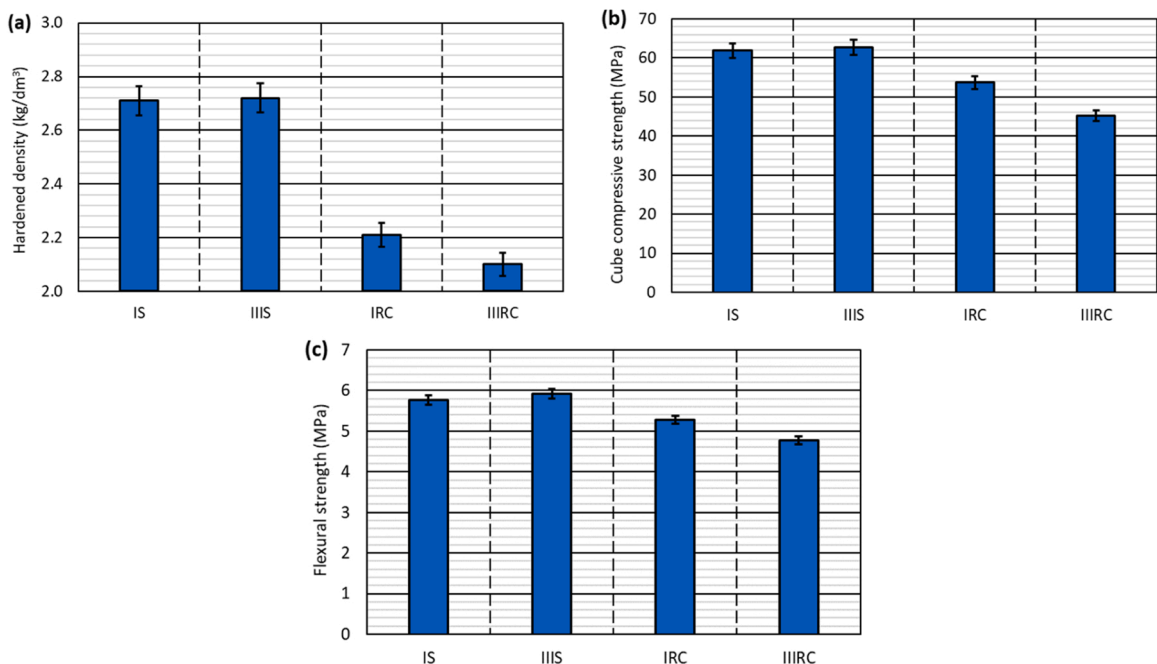 (a)
Hardened density (kg/dm³)
3.0
2.8
2.6
2.4
2.2
2.0
IS IIIS IRC IIIRC
(b)
Cube compressive strength (MPa)
70
60
50
40
30
20
10
0
IS IIIS IRC IIIRC
(c)
Flexural strength (MPa)
7
6
5
4
3
2
1
0
IS IIIS IRC IIIRC